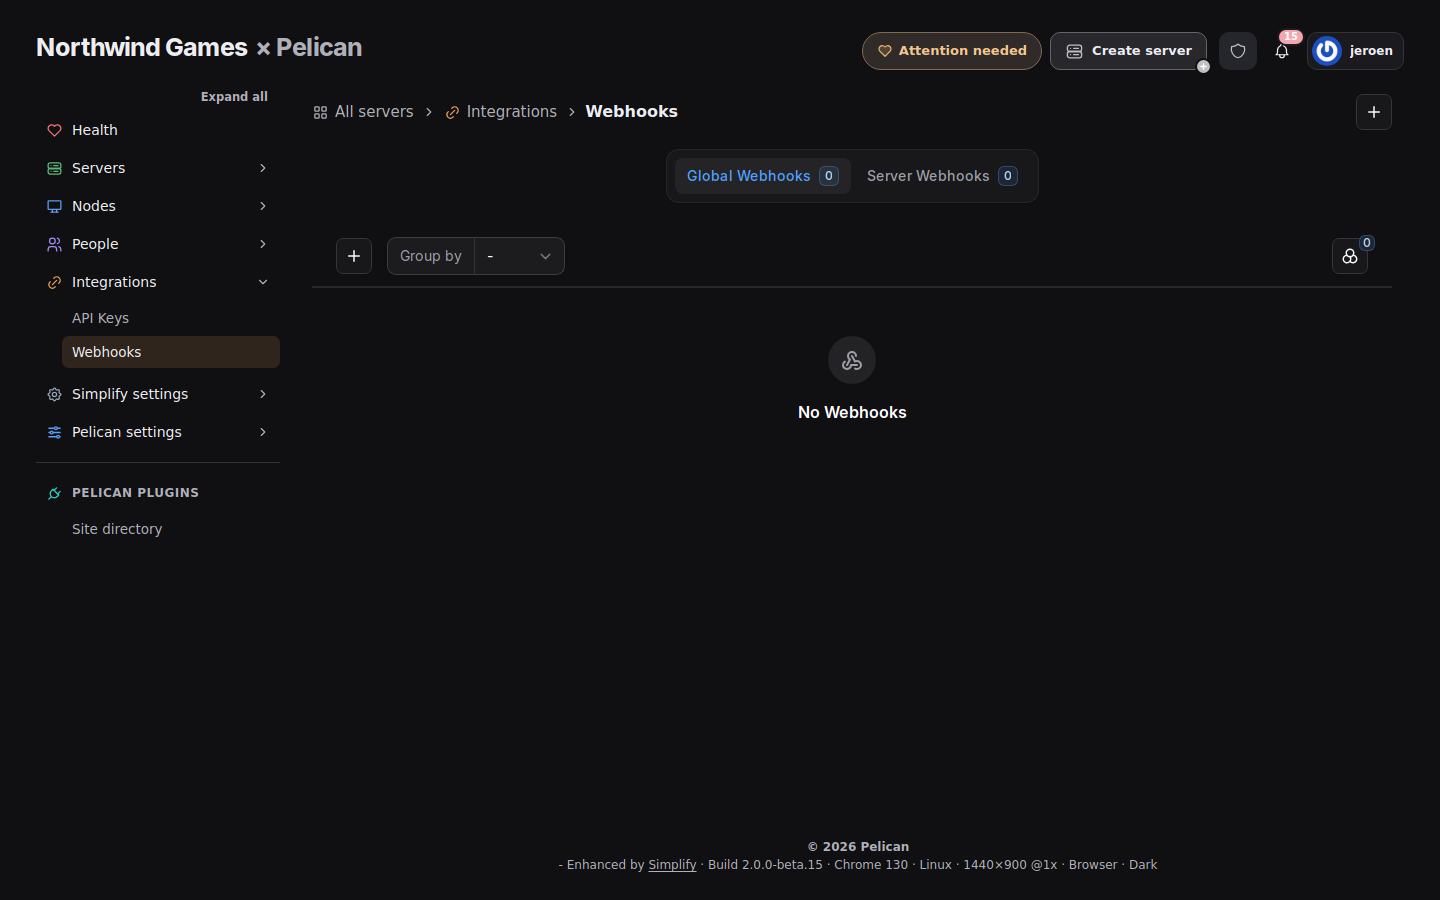 Northwind Games × Pelican
Attention needed
Create server
15
jeroen
Expand all
Health
Servers
Nodes
People
Integrations
API Keys
Webhooks
Simplify settings
Pelican settings
PELICAN PLUGINS
Site directory
All servers > Integrations > Webhooks
Global Webhooks 0
Server Webhooks 0
Group by -
0
No Webhooks
© 2026 Pelican
- Enhanced by Simplify · Build 2.0.0-beta.15 · Chrome 130 · Linux · 1440×900 @1x · Browser · Dark